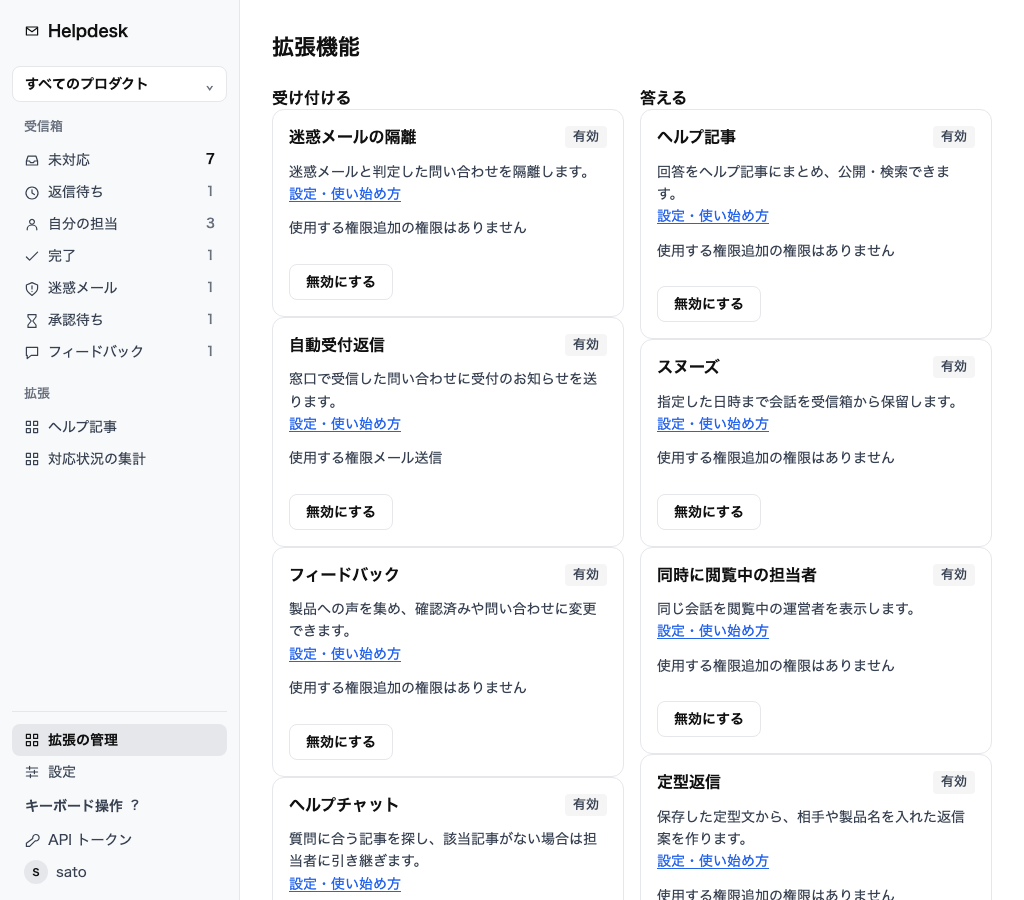 Helpdesk
すべてのプロダクト
受信箱
未対応 7
返信待ち 1
自分の担当 3
完了 1
迷惑メール 1
承認待ち 1
フィードバック 1
拡張
ヘルプ記事
対応状況の集計
拡張の管理
設定
キーボード操作 ?
API トークン
S sato
拡張機能
受け付ける
迷惑メールの隔離 有効
迷惑メールと判定した問い合わせを隔離します。
設定・使い始め方
使用する権限追加の権限はありません
無効にする
自動受付返信 有効
窓口で受信した問い合わせに受付のお知らせを送
ります。
設定・使い始め方
使用する権限メール送信
無効にする
フィードバック 有効
製品への声を集め、確認済みや問い合わせに変更
できます。
設定・使い始め方
使用する権限追加の権限はありません
無効にする
ヘルプチャット 有効
質問に合う記事を探し、該当記事がない場合は担
当者に引き継ぎます。
設定・使い始め方
答える
ヘルプ記事 有効
回答をヘルプ記事にまとめ、公開・検索できま
す。
設定・使い始め方
使用する権限追加の権限はありません
無効にする
スヌーズ 有効
指定した日時まで会話を受信箱から保留します。
設定・使い始め方
使用する権限追加の権限はありません
無効にする
同時に閲覧中の担当者 有効
同じ会話を閲覧中の運営者を表示します。
設定・使い始め方
使用する権限追加の権限はありません
無効にする
定型返信 有効
保存した定型文から、相手や製品名を入れた返信
案を作ります。
設定・使い始め方
使用する権限追加の権限はありません